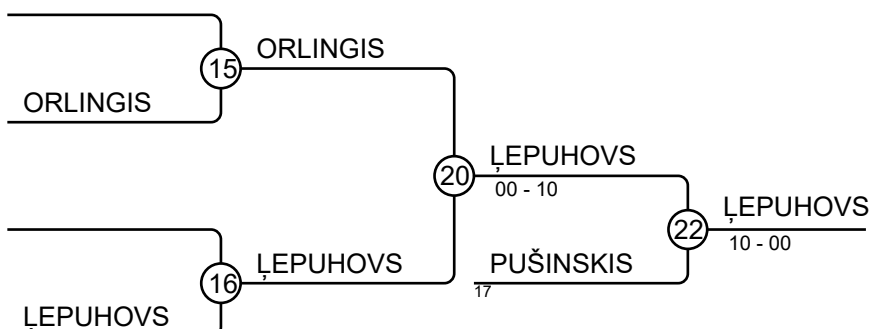 ORLINGIS
15
ORLINGIS
ĻEPUHOVS
20
00 - 10
ĻEPUHOVS
22
10 - 00
ĻEPUHOVS
16
PUŠINSKIS
17
ĻEPUHOVS